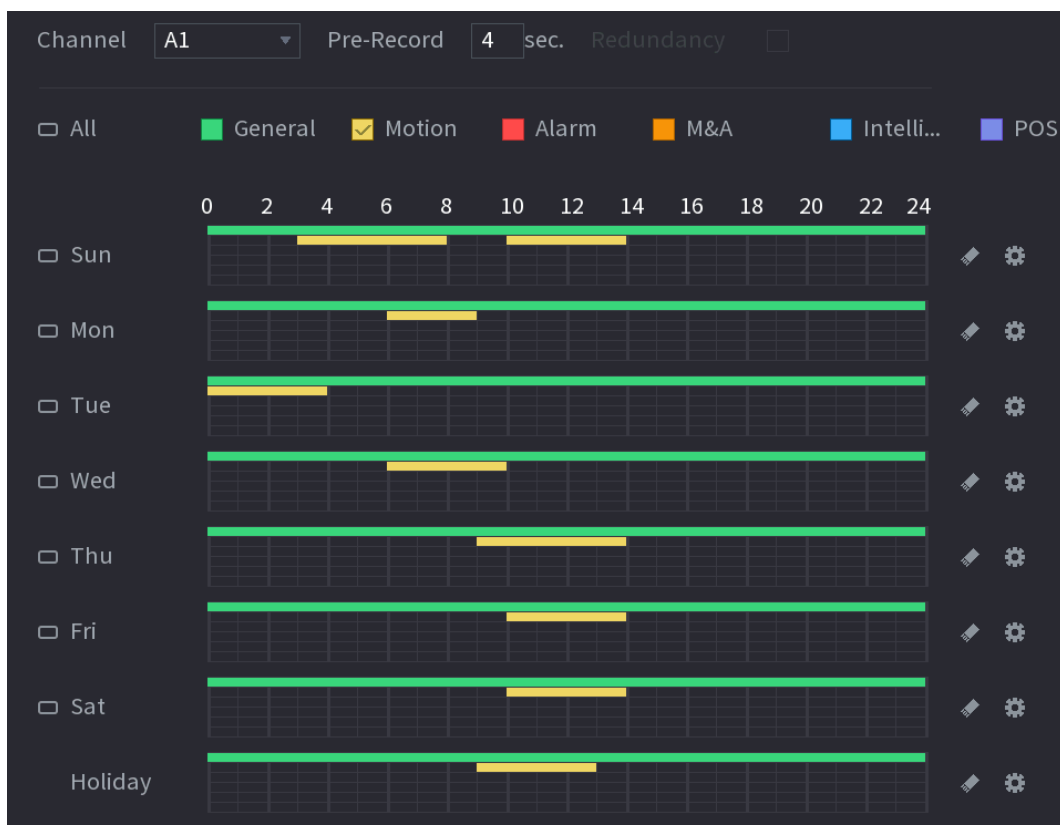 Channel A1 Pre-Record 4 sec. Redundancy
All General Motion Alarm M&A Intelli... POS
0 2 4 6 8 10 12 14 16 18 20 22 24
Sun
Mon
Tue
Wed
Thu
Fri
Sat
Holiday